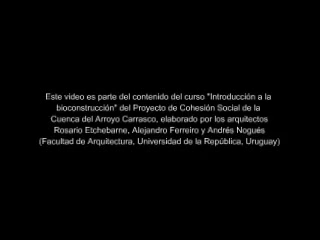 Este video es parte del contenido del curso "Introducción a la
bioconstrucción" del Proyecto de Cohesión Social de la
Cuenca del Arroyo Carrasco, elaborado por los arquitectos
Rosario Etchebarne, Alejandro Ferreiro y Andrés Nogués
(Facultad de Arquitectura, Universidad de la República, Uruguay)